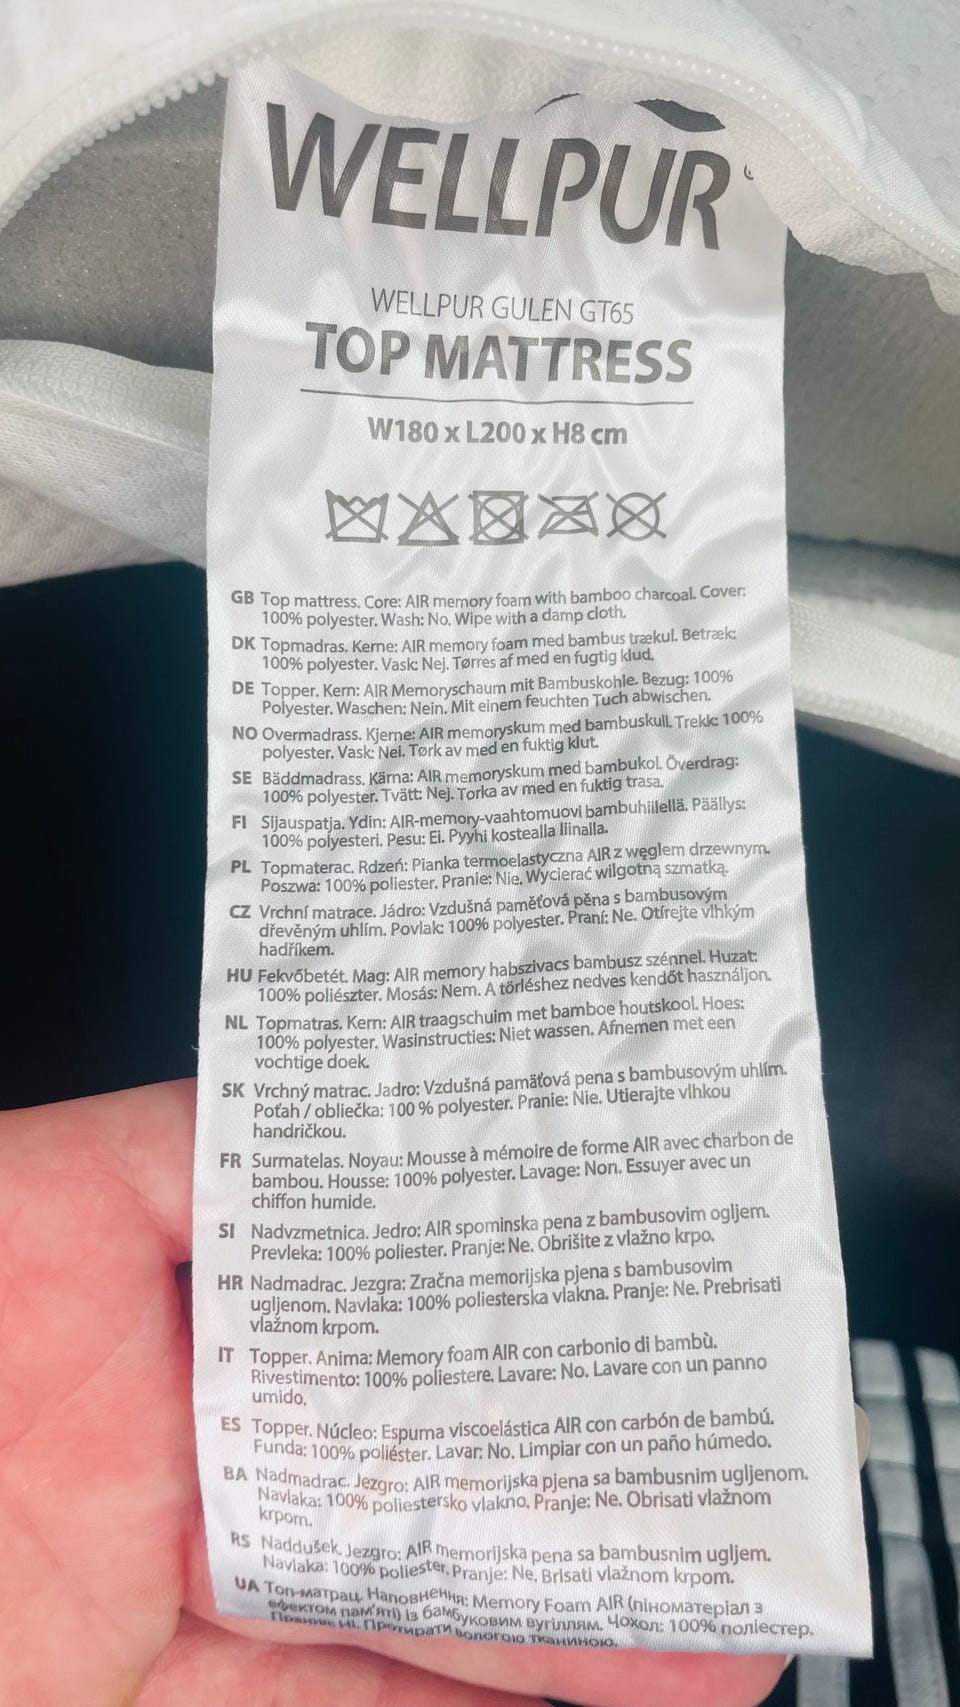 WELLPUR
WELLPUR GULEN GT65
TOP MATTRESS
W180 x L200 x H8 cm
GB Top mattress. Core: AIR memory foam with bamboo charcoal. Cover:
100% polyester. Wash: No. Wipe with a damp cloth.
DK Topmadras. Kerne: AIR memory foam med bambus trækul. Betræk:
100% polyester. Vask: Nej. Tørres af med en fugtig klud.
DE Topper. Kern: AIR Memoryschaum mit Bambuskohle. Bezug: 100%
Polyester. Waschen: Nein. Mit einem feuchten Tuch abwischen.
NO Overmadrass. Kjerne: AIR memoryskum med bambuskull. Trekk: 100%
polyester. Vask: Nei. Tørk av med en fuktig klut.
SE Bäddmadrass. Kärna: AIR memoryskum med bambukol. Överdrag:
100% polyester. Tvätt: Nej. Torka av med en fuktig trasa.
FI Sijauspatja. Ydin: AIR-memory-vaahtomuovi bambuhiilellä. Päällys:
100% polyesteri. Pesu: Ei. Pyyhi kostealla liinalla.
PL Topmaterac. Rdzeń: Pianka termoelastyczna AIR z węglem drzewnym.
Poszwa: 100% poliester. Pranie: Nie. Wycierać wilgotną szmatką.
CZ Vrchní matrace. Jádro: Vzdušná paměťová pěna s bambusovým
dřevěným uhlím. Povlak: 100% polyester. Praní: Ne. Otírejte vlhkým
hadříkem.
HU Fekvőbetét. Mag: AIR memory habszivacs bambusz szénnel. Huzat:
100% poliészter. Mosás: Nem. A törléshez nedves kendőt használjon.
NL Topmatras. Kern: AIR traagschuim met bamboe houtskool. Hoes:
100% polyester. Wasinstructies: Niet wassen. Afnemen met een
vochtige doek.
SK Vrchný matrac. Jadro: Vzdušná pamäťová pena s bambusovým uhlím.
Poťah / obliečka: 100 % polyester. Pranie: Nie. Utierajte vlhkou
handričkou.
FR Surmatelas. Noyau: Mousse à mémoire de forme AIR avec charbon de
bambou. Housse: 100% polyester. Lavage: Non. Essuyer avec un
chiffon humide.
SI Nadvzmetnica. Jedro: AIR spominska pena z bambusovim ogljem.
Prevleka: 100% poliester. Pranje: Ne. Obrišite z vlažno krpo.
HR Nadmadrac. Jezgra: Zračna memorijska pjena s bambusovim
ugljenom. Navlaka: 100% poliesterska vlakna. Pranje: Ne. Prebrisati
vlažnom krpom.
IT Topper. Anima: Memory foam AIR con carbonio di bambù.
Rivestimento: 100% poliestere. Lavare: No. Lavare con un panno
umido.
ES Topper. Núcleo: Espuma viscoelástica AIR con carbón de bambú.
Funda: 100% poliéster. Lavar: No. Limpiar con un paño húmedo.
BA Nadmadrac. Jezgro: AIR memorijska pjena sa bambusnim ugljenom.
Navlaka: 100% poliestersko vlakno. Pranje: Ne. Obrisati vlažnom
krpom.
RS Naddušek. Jezgro: AIR memorijska pena sa bambusnim ugljem.
Navlaka: 100% poliester. Pranje: Ne. Brisati vlažnom krpom.
UA Топ-матрац. Наповнення: Memory Foam AIR (піноматеріал з
ефектом пам'яті) із бамбуковим вугіллям. Чохол: 100% поліестер.
Прання: Ні. Протирати вологою тканиною.